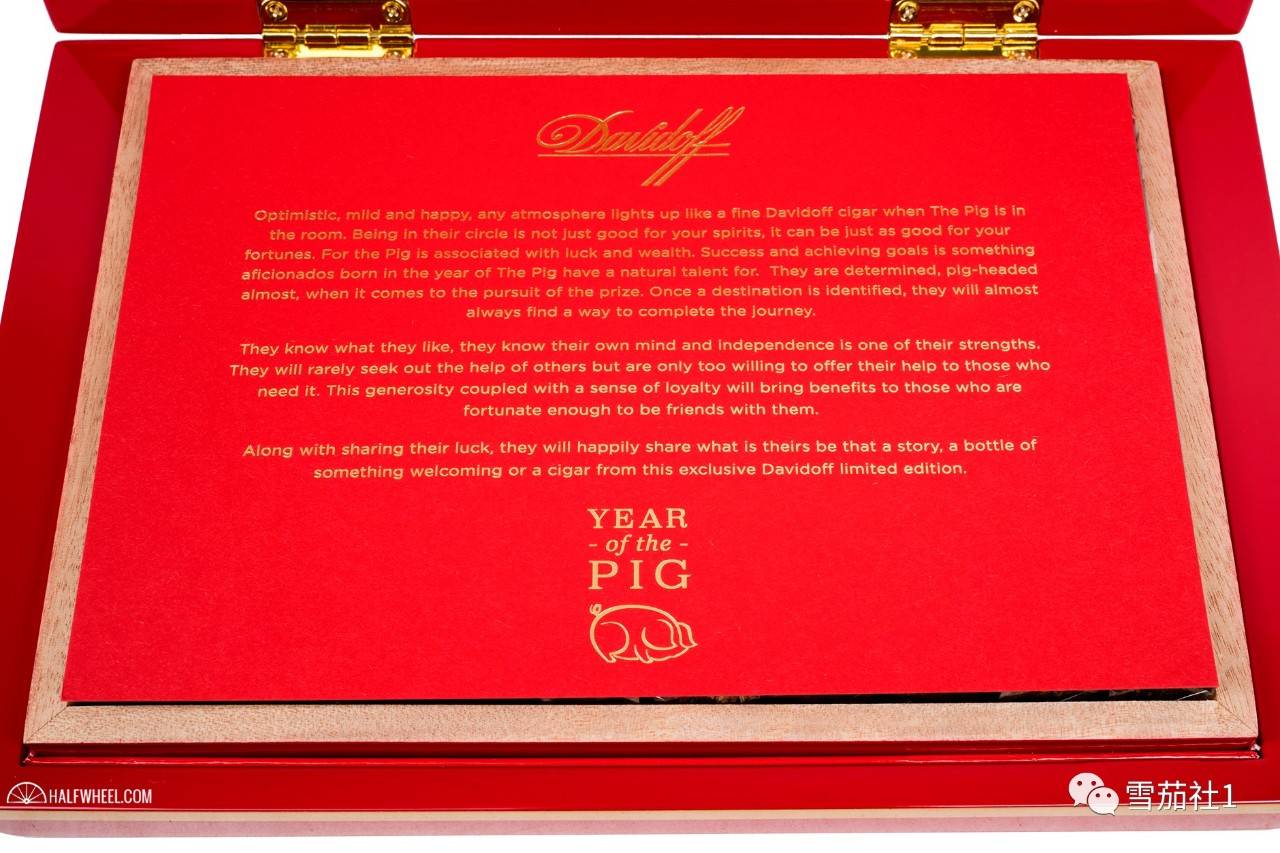 Davidoff
Optimistic, mild and happy, any atmosphere lights up like a fine Davidoff cigar when The Pig is in
the room. Being in their circle is not just good for your spirits, it can be just as good for your
fortunes. For the Pig is associated with luck and wealth. Success and achieving goals is something
aficionados born in the year of The Pig have a natural talent for. They are determined, pig-headed
almost, when it comes to the pursuit of the prize. Once a destination is identified, they will almost
always find a way to complete the journey.
They know what they like, they know their own mind and independence is one of their strengths.
They will rarely seek out the help of others but are only too willing to offer their help to those who
need it. This generosity coupled with a sense of loyalty will bring benefits to those who are
fortunate enough to be friends with them.
Along with sharing their luck, they will happily share what is theirs be that a story, a bottle of
something welcoming or a cigar from this exclusive Davidoff limited edition.
YEAR
- of the -
PIG
HALFWHEEL.COM
雪茄社1